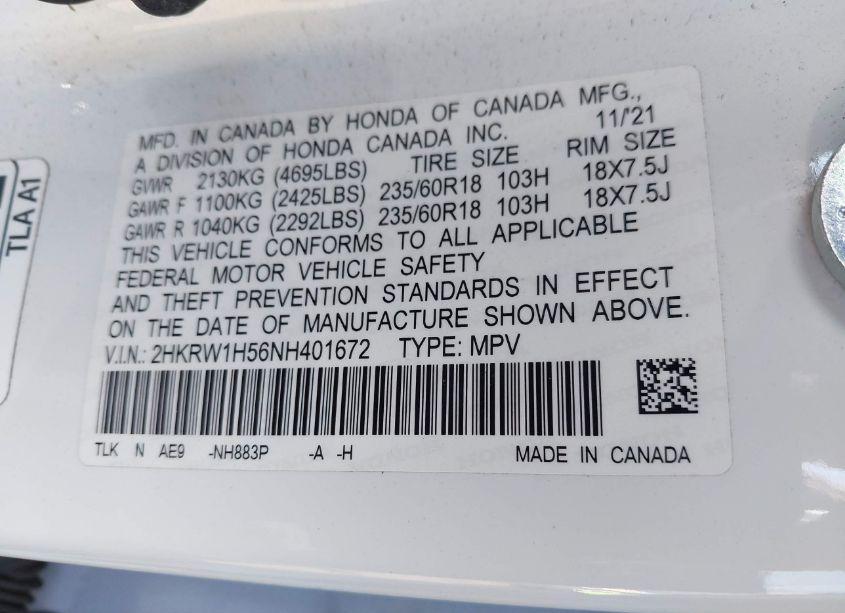 MFD. IN CANADA BY HONDA OF CANADA MFG.,
A DIVISION OF HONDA CANADA INC. 11/'21
GVWR 2130KG (4695LBS) TIRE SIZE RIM SIZE
GAWR F 1100KG (2425LBS) 235/60R18 103H 18X7.5J
GAWR R 1040KG (2292LBS) 235/60R18 103H 18X7.5J
THIS VEHICLE CONFORMS TO ALL APPLICABLE
FEDERAL MOTOR VEHICLE SAFETY
AND THEFT PREVENTION STANDARDS IN EFFECT
ON THE DATE OF MANUFACTURE SHOWN ABOVE.
V.I.N.: 2HKRW1H56NH401672 TYPE: MPV
TLK N AE9 -NH883P -A -H MADE IN CANADA
TLA A1